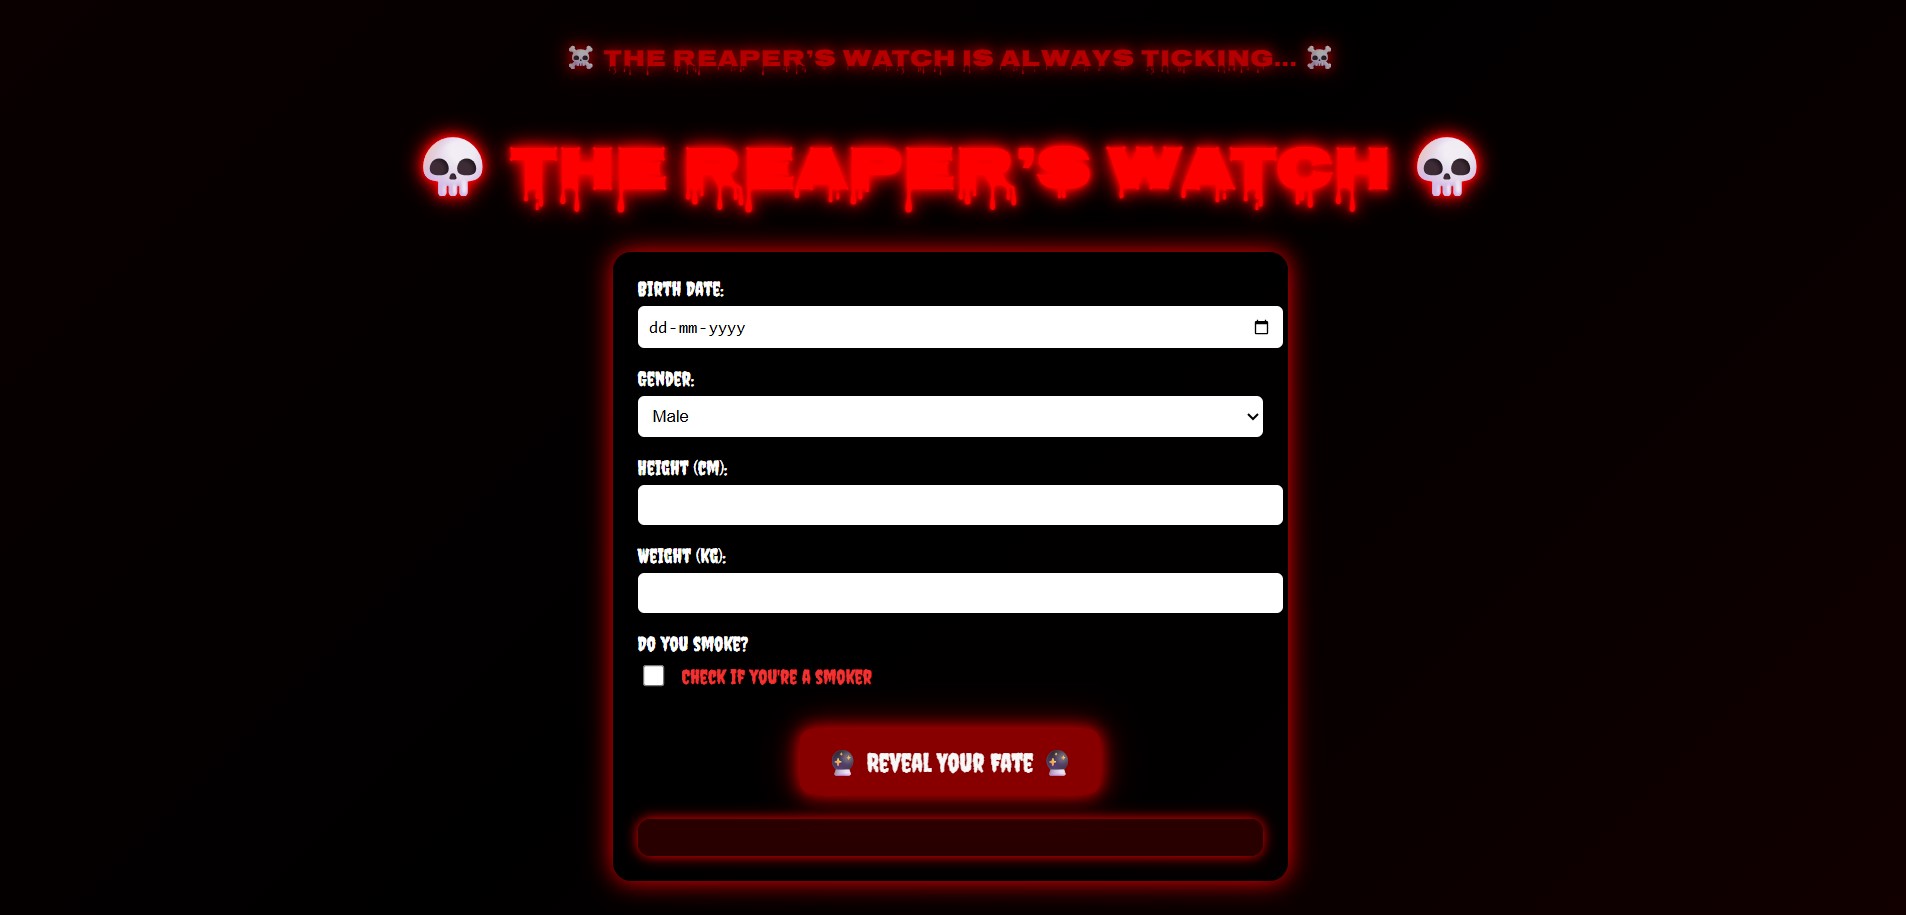 ☠️ THE REAPER'S WATCH IS ALWAYS TICKING... ☠️
💀 THE REAPER'S WATCH 💀
BIRTH DATE:
dd-mm-yyyy
GENDER:
Male
HEIGHT (CM):
WEIGHT (KG):
DO YOU SMOKE?
CHECK IF YOU'RE A SMOKER
🔮 REVEAL YOUR FATE 🔮